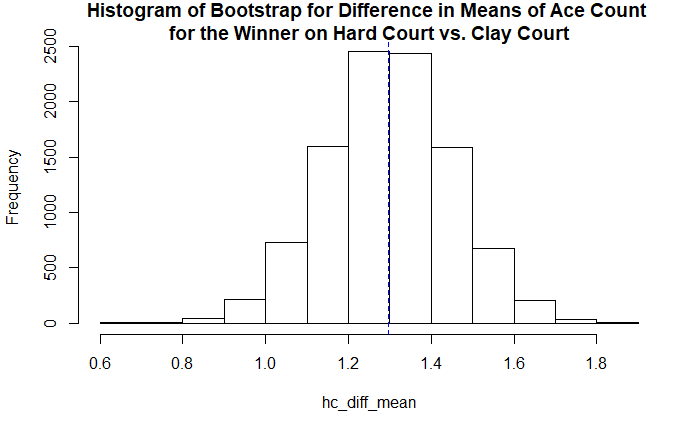 Histogram of Bootstrap for Difference in Means of Ace Count
for the Winner on Hard Court vs. Clay Court
Frequency
2500
2000
1500
1000
500
0
0.6 0.8 1.0 1.2 1.4 1.6 1.8
hc_diff_mean